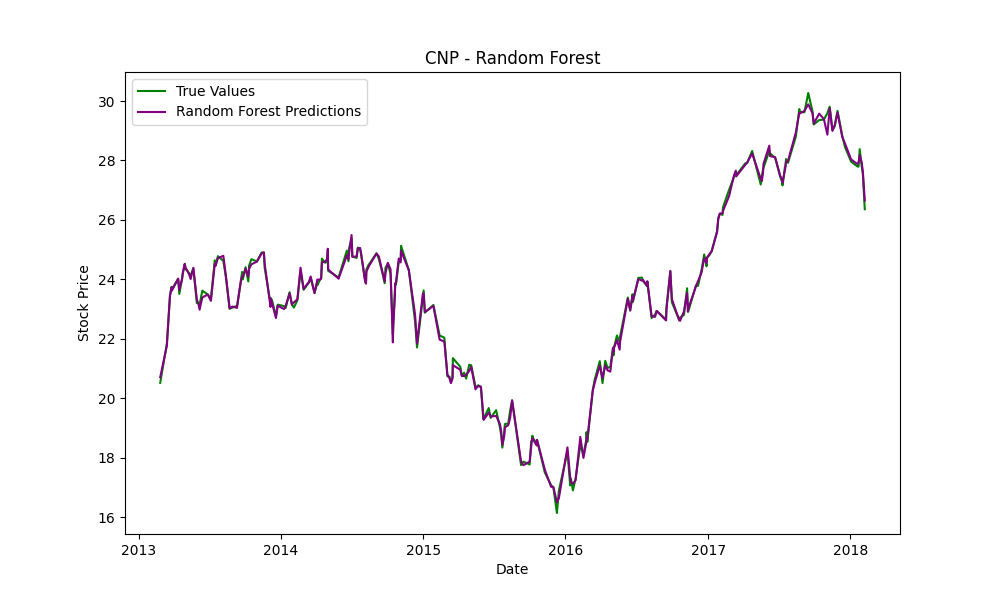 CNP - Random Forest
True Values
Random Forest Predictions
Stock Price
30
28
26
24
22
20
18
16
2013 2014 2015 2016 2017 2018
Date